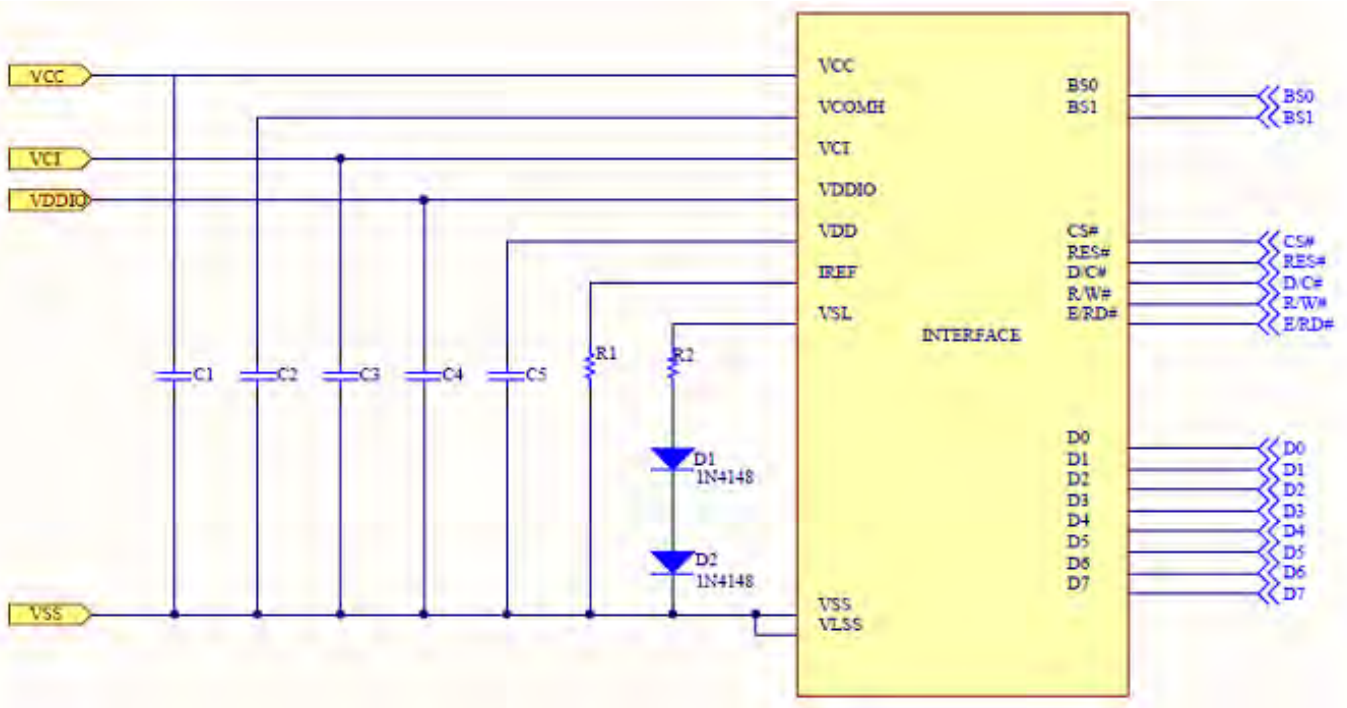 VCC
VCI
VDDIO
VSS
C1
C2
C3
C4
C5
R1
R2
D1
1N4148
D2
1N4148
VCC
VCOMH
VCI
VDDIO
VDD
IREF
VSL
VSS
VLSS
INTERFACE
BS0
BS1
CS#
RES#
D/C#
R/W#
E/RD#
D0
D1
D2
D3
D4
D5
D6
D7
BS0
BS1
CS#
RES#
D/C#
R/W#
E/RD#
D0
D1
D2
D3
D4
D5
D6
D7